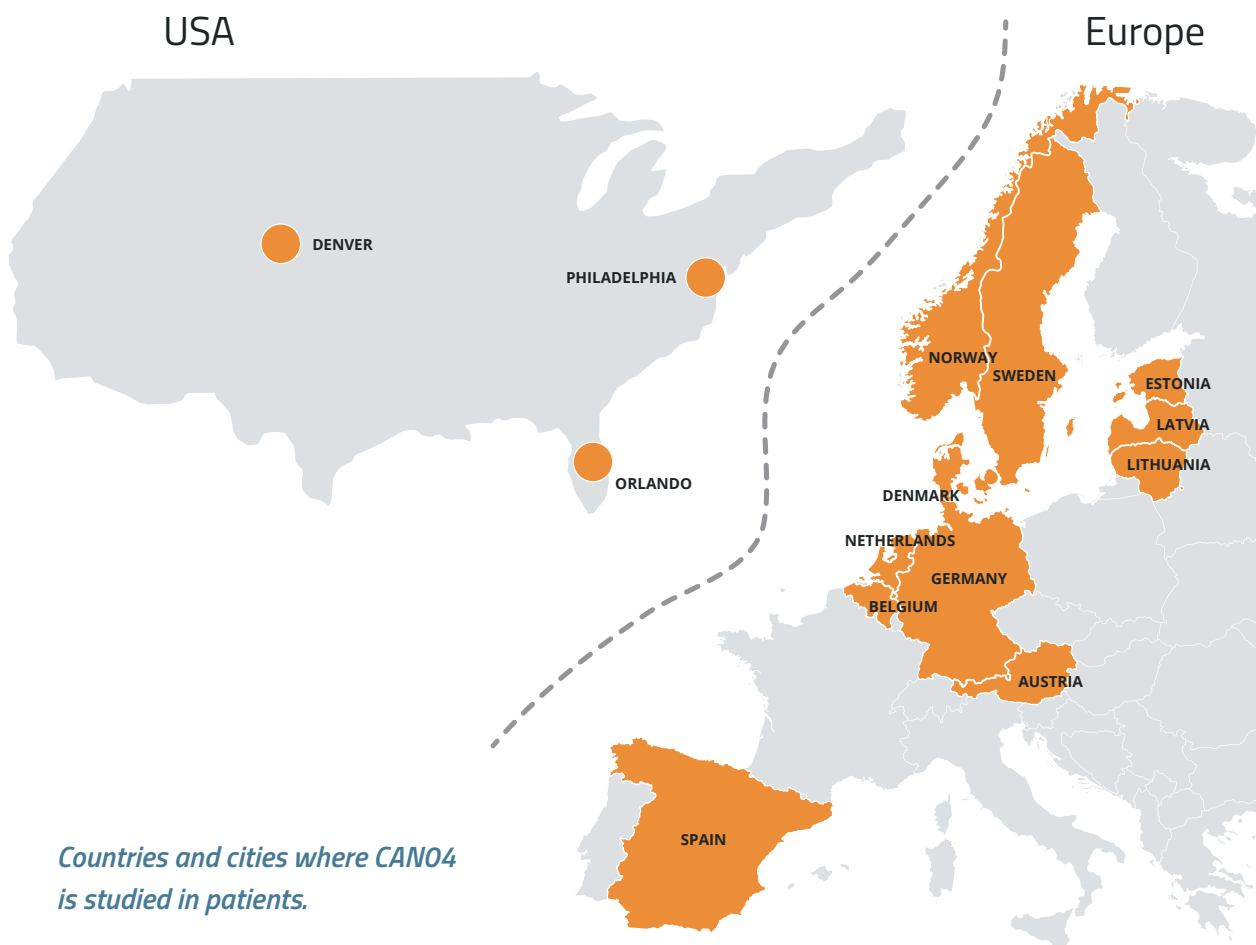 USA
Europe
DENVER
PHILADELPHIA
ORLANDO
NORWAY
SWEDEN
ESTONIA
LATVIA
LITHUANIA
DENMARK
NETHERLANDS
GERMANY
BELGIUM
AUSTRIA
SPAIN
Countries and cities where CAN04
is studied in patients.